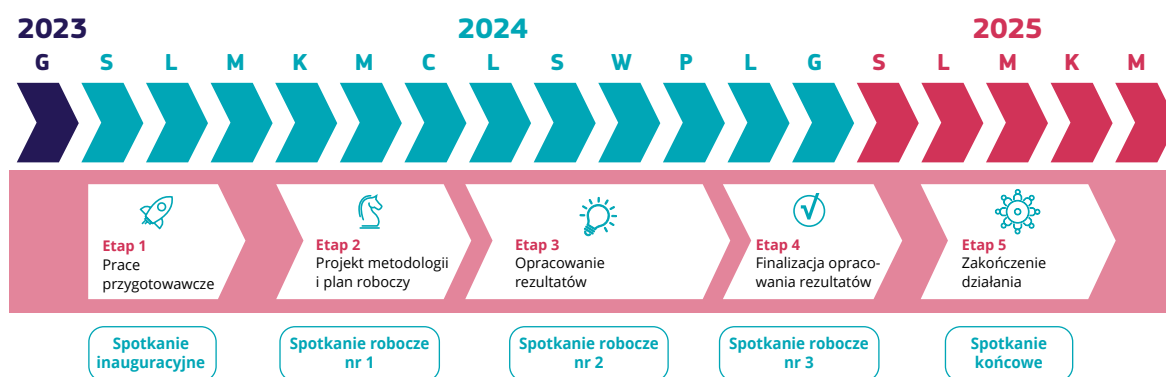 2023 2024 2025
G S L M K M C L S W P L G S L M K M
Etap 1
Prace
przygotowawcze
Etap 2
Projekt metodologii
i plan roboczy
Etap 3
Opracowanie
rezultatów
Etap 4
Finalizacja opraco-
wania rezultatów
Etap 5
Zakończenie
działania
Spotkanie
inauguracyjne
Spotkanie robocze
nr 1
Spotkanie robocze
nr 2
Spotkanie robocze
nr 3
Spotkanie
końcowe